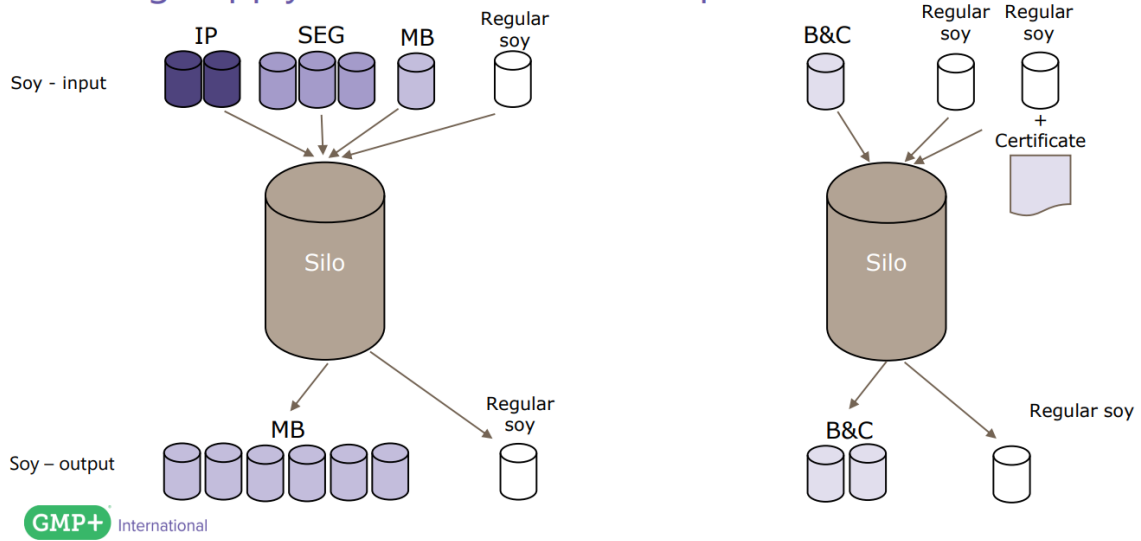 IP
SEG
MB
Regular
soy
B&C
Regular
soy
Regular
soy
Soy - input
+
Certificate
Silo
Silo
MB
Regular
soy
B&C
Regular soy
Soy – output
GMP+ International